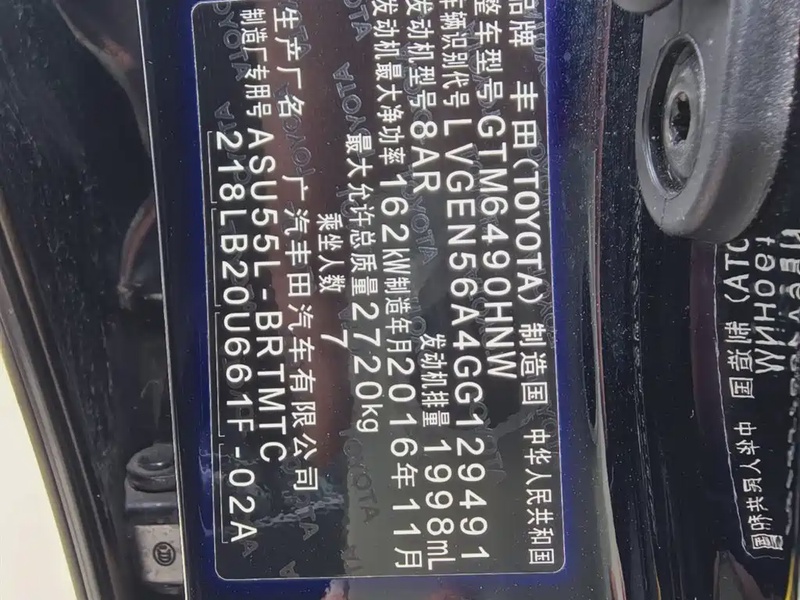 品牌 丰田(TOYOTA) 制造国 中华人民共和国
整车型号 GTM6490HNW
车辆识别代号 LVGEN56A4GG129491
发动机型号 8AR 发动机排量 1998mL
发动机最大净功率 162kW 制造年月 2016年11月
最大允许总质量 2720kg
乘坐人数 7
生产厂名 广汽丰田汽车有限公司
制造厂专用号 ASU55L-BRTMTC
218LB20U661F-02A